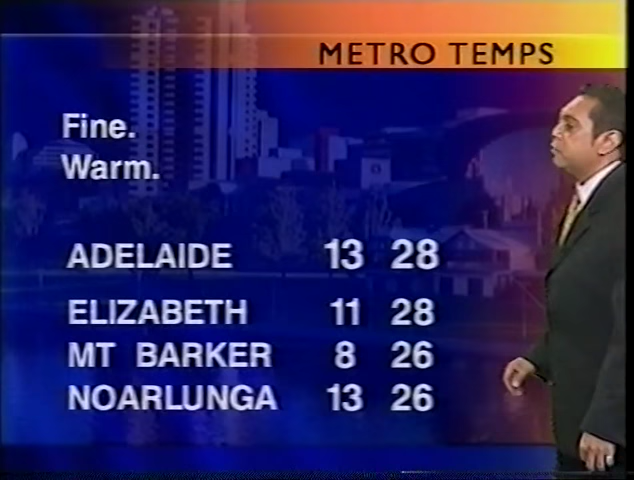 METRO TEMPS
Fine.
Warm.
ADELAIDE 13 28
ELIZABETH 11 28
MT BARKER 8 26
NOARLUNGA 13 26